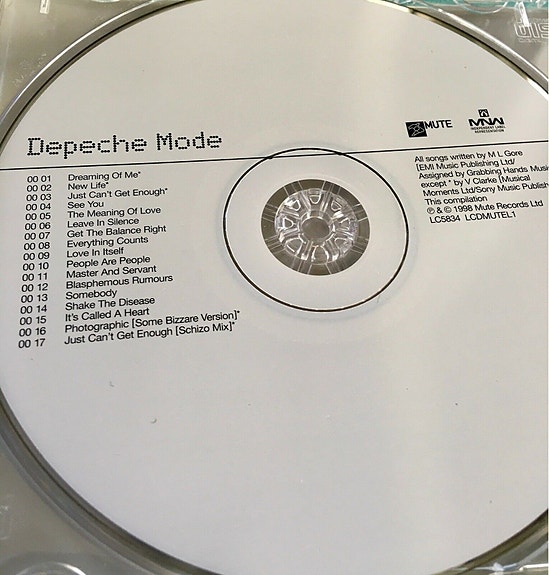 DIS
MUTE
MNW
INDEPENDENT LABEL
REPRESENTATION
Depeche Mode
00 01 Dreaming Of Me*
00 02 New Life*
00 03 Just Can't Get Enough*
00 04 See You
00 05 The Meaning Of Love
00 06 Leave In Silence
00 07 Get The Balance Right
00 08 Everything Counts
00 09 Love In Itself
00 10 People Are People
00 11 Master And Servant
00 12 Blasphemous Rumours
00 13 Somebody
00 14 Shake The Disease
00 15 It's Called A Heart
00 16 Photographic [Some Bizzare Version]*
00 17 Just Can't Get Enough [Schizo Mix]*
All songs written by M L Gore
[EMI Music Publishing Ltd/
Assigned by Grabbing Hands Music
except * by V Clarke [Musical
Moments Ltd/Sony Music Publish
This compilation
℗ & © 1998 Mute Records Ltd
LC5834 LCDMUTEL1